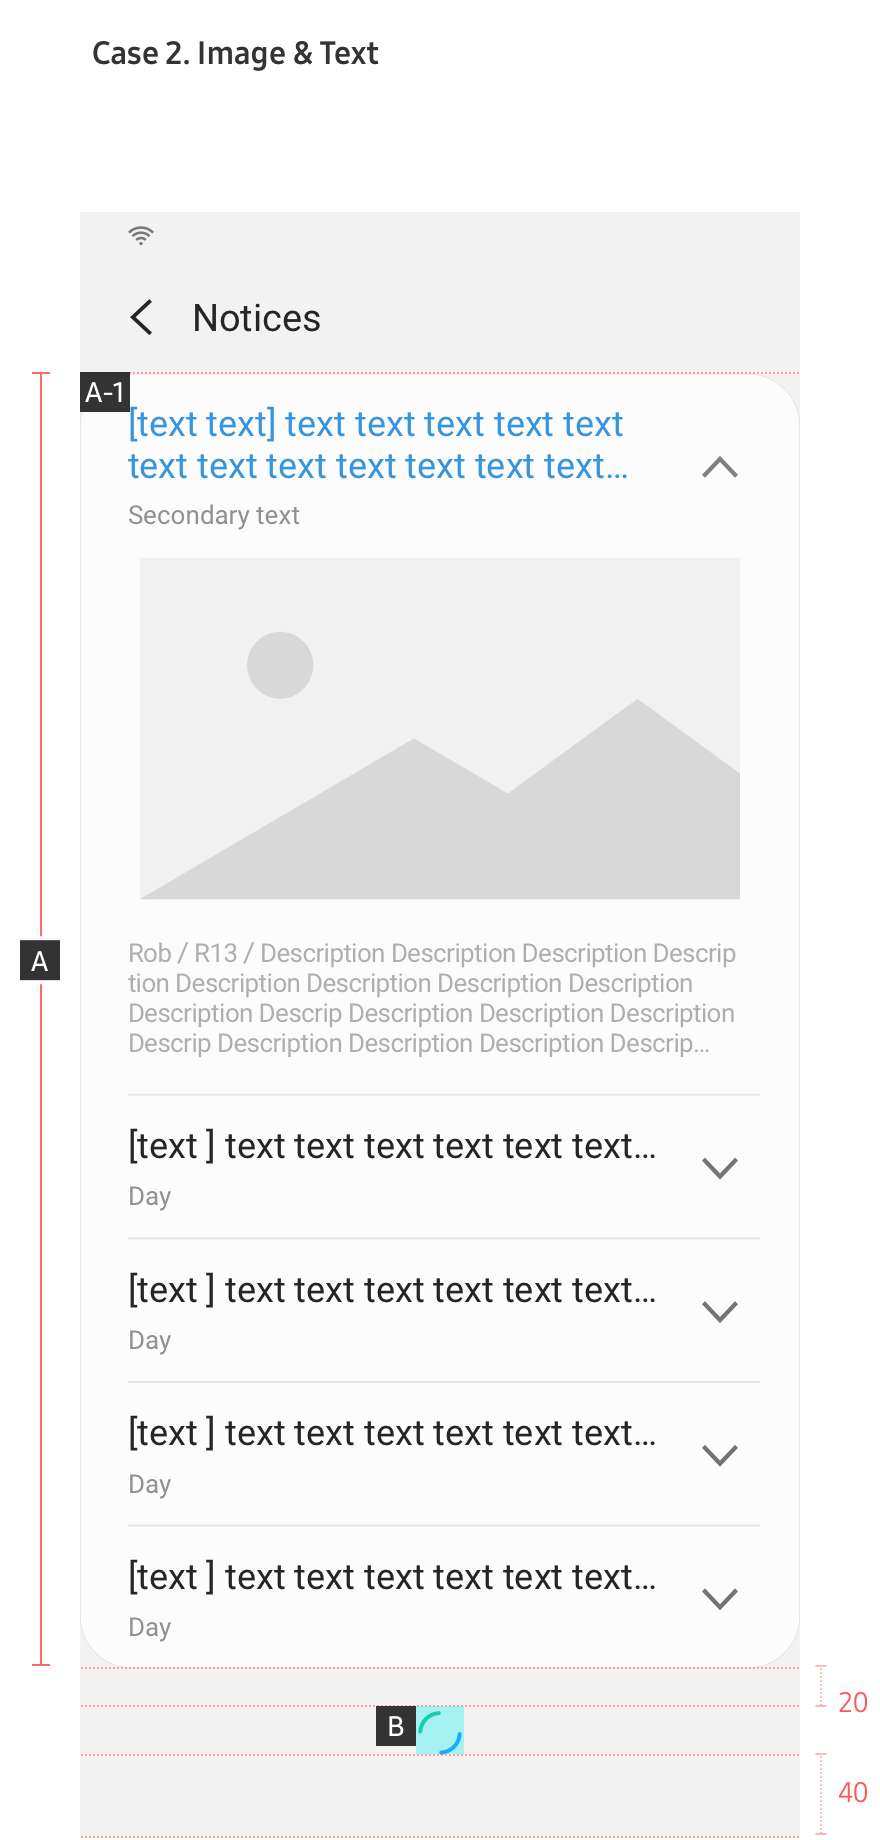 Case 2. Image & Text
Notices
A-1
[text text] text text text text text
text text text text text text text...
Secondary text
A
Rob / R13 / Description Description Description Descrip
tion Description Description Description Description
Description Descrip Description Description Description
Descrip Description Description Description Descrip...
[text ] text text text text text text...
Day
[text ] text text text text text text...
Day
[text ] text text text text text text...
Day
[text ] text text text text text text...
Day
20
B
40